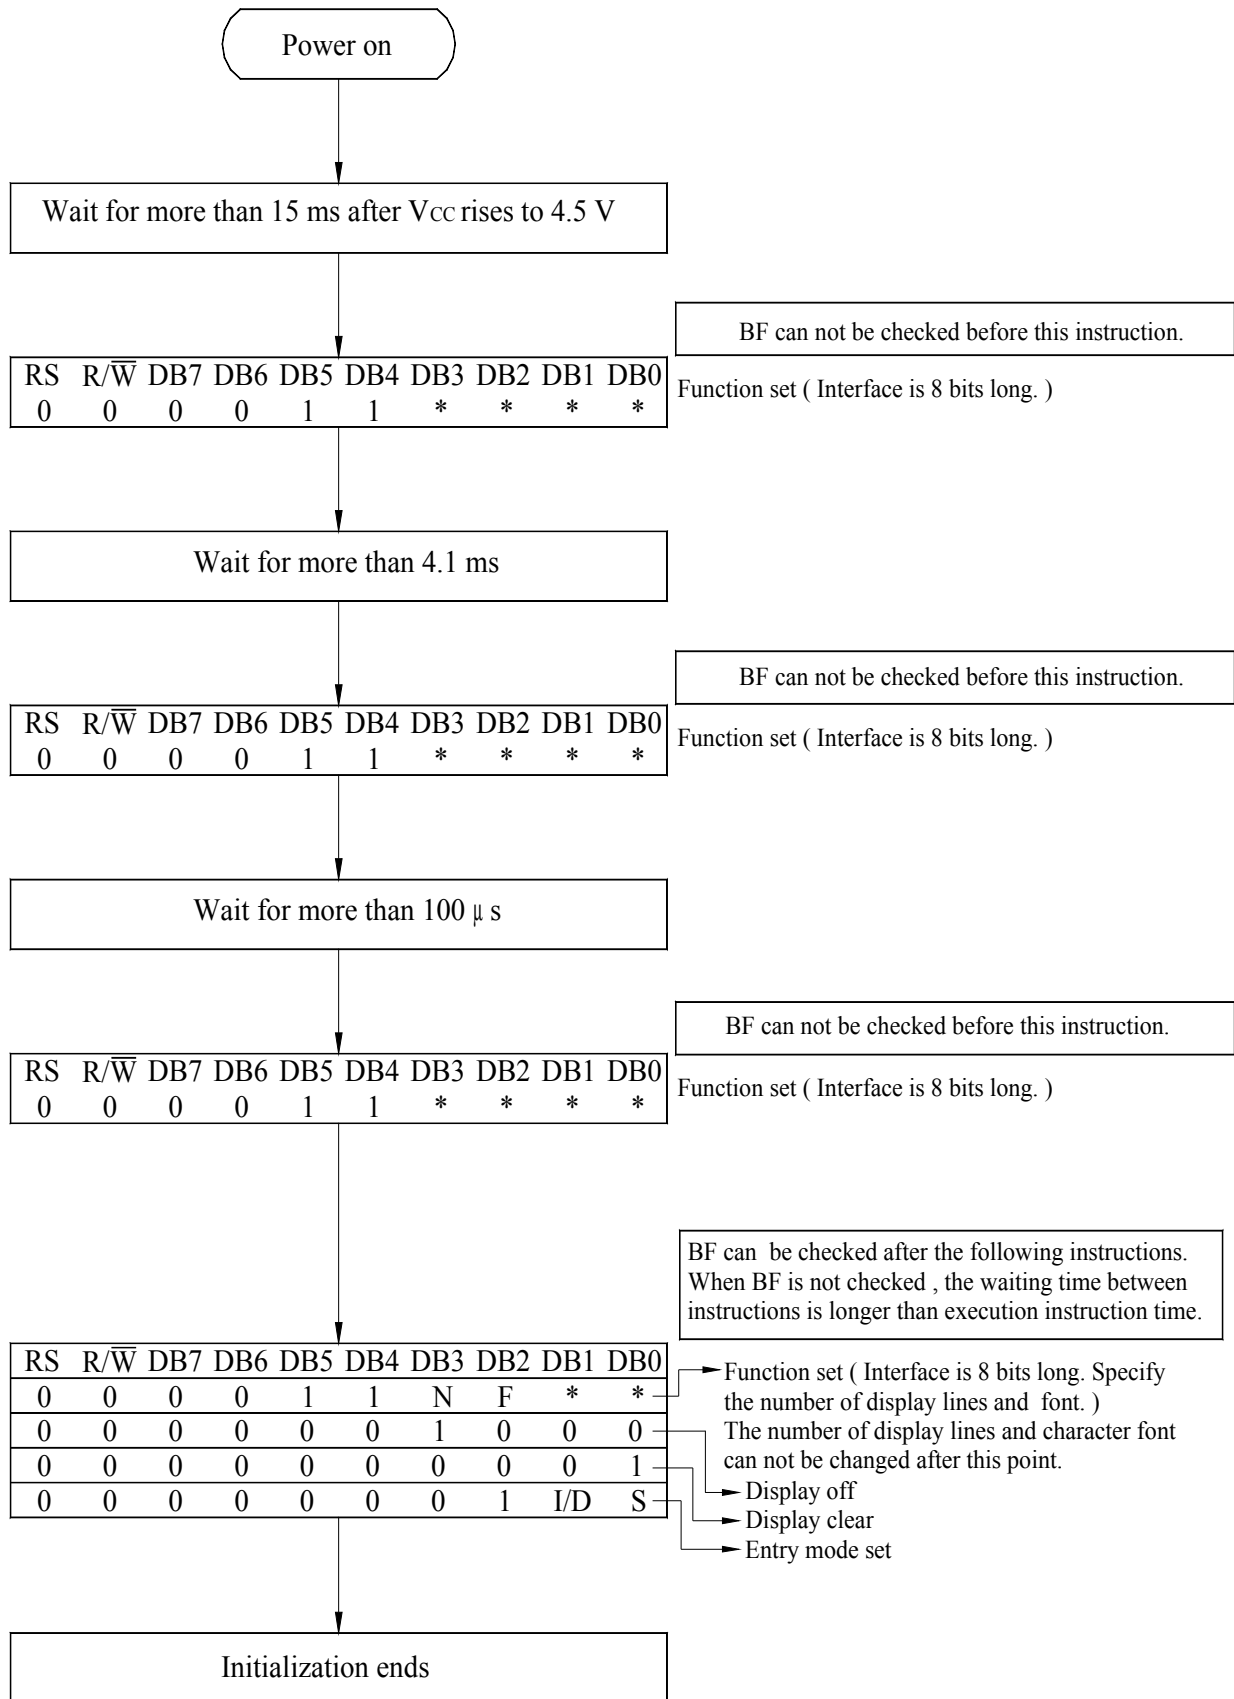 Power on
Wait for more than 15 ms after VCC rises to 4.5 V
BF can not be checked before this instruction.
RS R/W̅ DB7 DB6 DB5 DB4 DB3 DB2 DB1 DB0
0 0 0 0 1 1 * * * *
Function set ( Interface is 8 bits long. )
Wait for more than 4.1 ms
BF can not be checked before this instruction.
RS R/W̅ DB7 DB6 DB5 DB4 DB3 DB2 DB1 DB0
0 0 0 0 1 1 * * * *
Function set ( Interface is 8 bits long. )
Wait for more than 100 μ s
BF can not be checked before this instruction.
RS R/W̅ DB7 DB6 DB5 DB4 DB3 DB2 DB1 DB0
0 0 0 0 1 1 * * * *
Function set ( Interface is 8 bits long. )
BF can be checked after the following instructions.
When BF is not checked , the waiting time between
instructions is longer than execution instruction time.
RS R/W̅ DB7 DB6 DB5 DB4 DB3 DB2 DB1 DB0
0 0 0 0 1 1 N F * *
0 0 0 0 0 0 1 0 0 0
0 0 0 0 0 0 0 0 0 1
0 0 0 0 0 0 0 1 I/D S
Function set ( Interface is 8 bits long. Specify
the number of display lines and font. )
The number of display lines and character font
can not be changed after this point.
Display off
Display clear
Entry mode set
Initialization ends